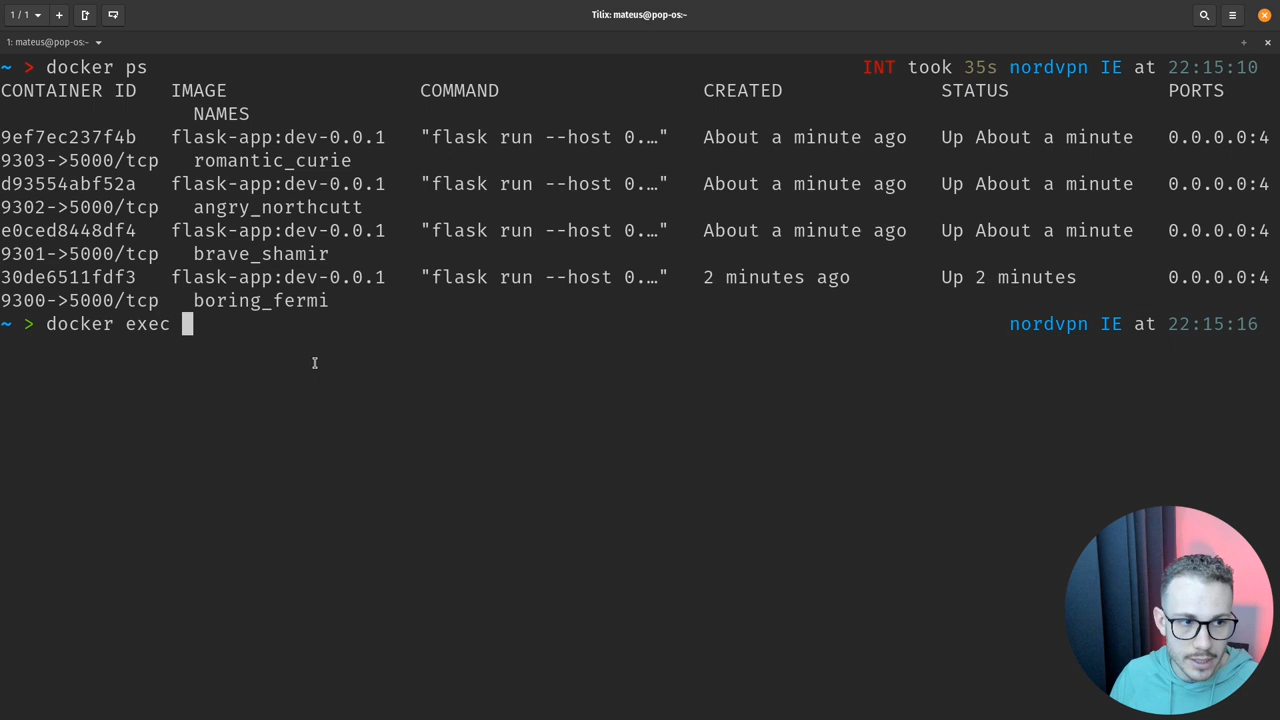 1 / 1
Tilix: mateus@pop-os:~
1: mateus@pop-os:~
~ > docker ps INT took 35s nordvpn IE at 22:15:10
CONTAINER ID IMAGE COMMAND CREATED STATUS PORTS
NAMES
9ef7ec237f4b flask-app:dev-0.0.1 "flask run --host 0.…" About a minute ago Up About a minute 0.0.0.0:4
9303->5000/tcp romantic_curie
d93554abf52a flask-app:dev-0.0.1 "flask run --host 0.…" About a minute ago Up About a minute 0.0.0.0:4
9302->5000/tcp angry_northcutt
e0ced8448df4 flask-app:dev-0.0.1 "flask run --host 0.…" About a minute ago Up About a minute 0.0.0.0:4
9301->5000/tcp brave_shamir
30de6511fdf3 flask-app:dev-0.0.1 "flask run --host 0.…" 2 minutes ago Up 2 minutes 0.0.0.0:4
9300->5000/tcp boring_fermi
~ > docker exec nordvpn IE at 22:15:16